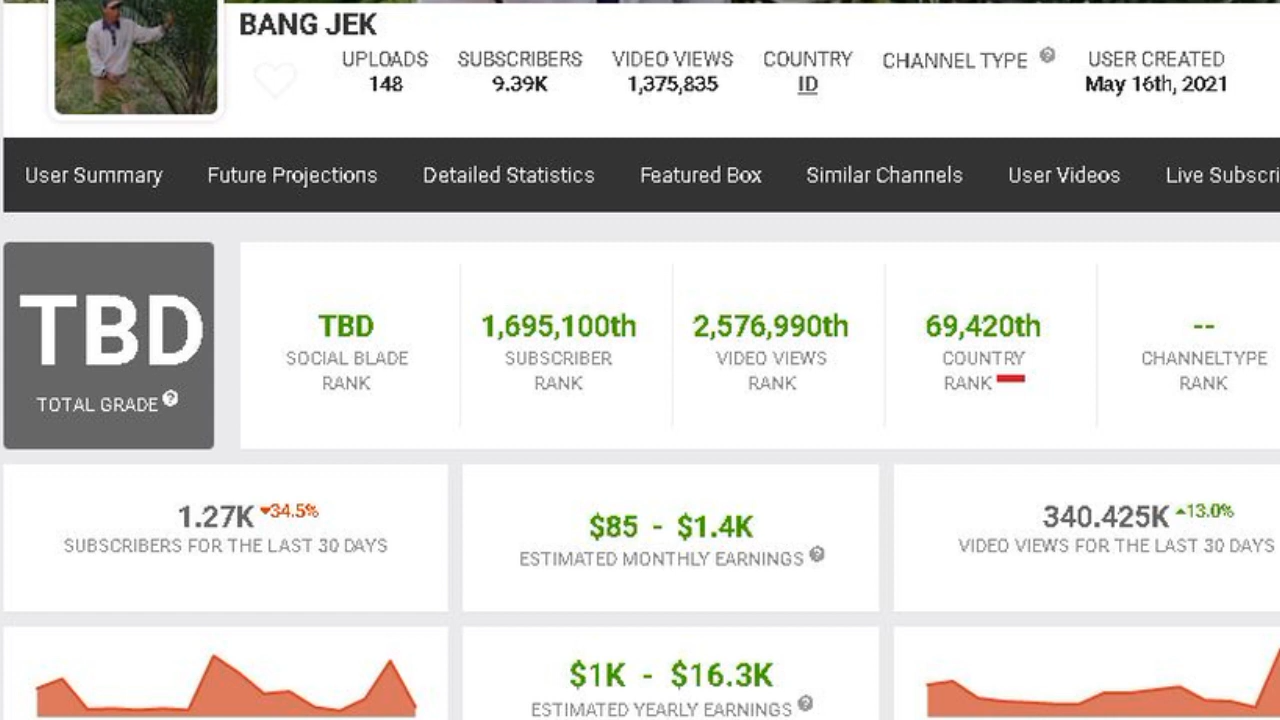 BANG JEK
UPLOADS SUBSCRIBERS VIDEO VIEWS COUNTRY CHANNEL TYPE USER CREATED
148 9.39K 1,375,835 ID May 16th, 2021
User Summary Future Projections Detailed Statistics Featured Box Similar Channels User Videos Live Subscri
TBD
TOTAL GRADE
TBD 1,695,100th 2,576,990th 69,420th --
SOCIAL BLADE SUBSCRIBER VIDEO VIEWS COUNTRY CHANNELTYPE
RANK RANK RANK RANK RANK
1.27K 34.5%
SUBSCRIBERS FOR THE LAST 30 DAYS
$85 - $1.4K
ESTIMATED MONTHLY EARNINGS
340.425K 13.0%
VIDEO VIEWS FOR THE LAST 30 DAYS
$1K - $16.3K
ESTIMATED YEARLY EARNINGS